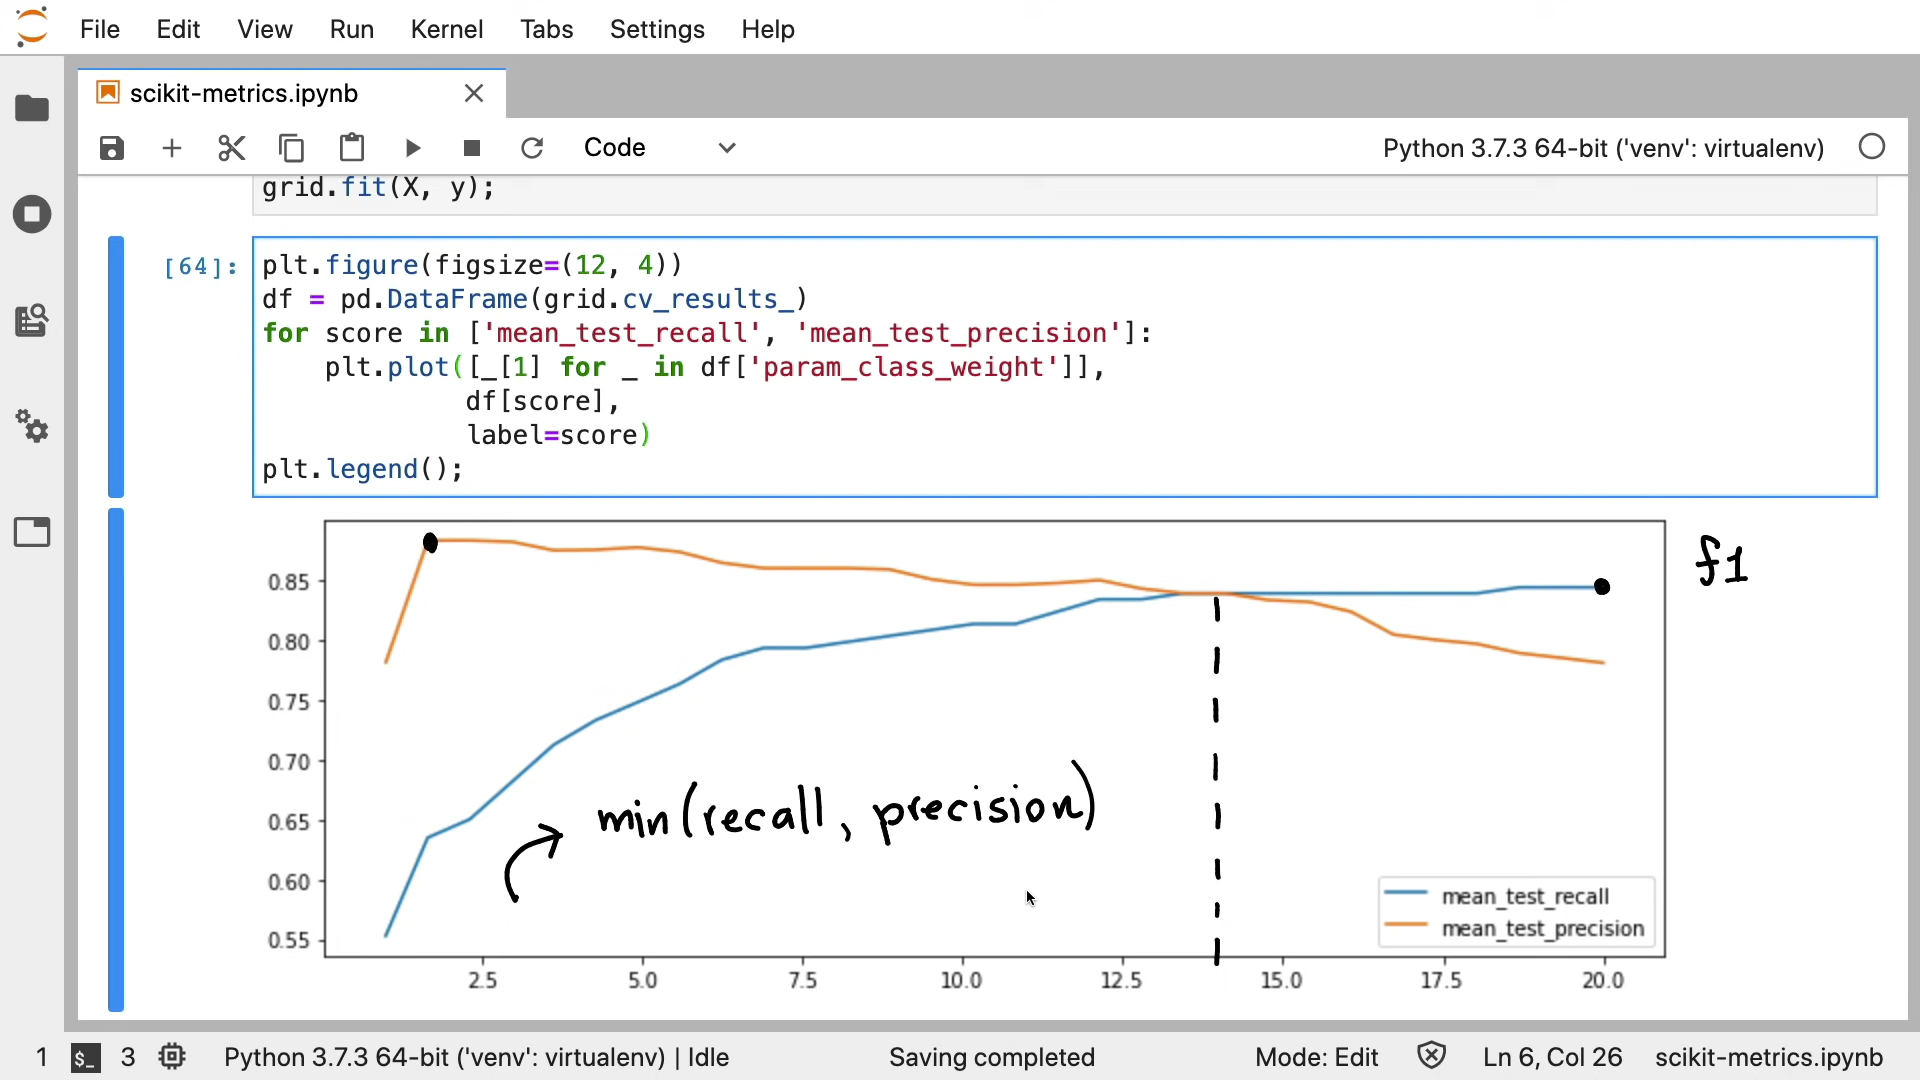 File Edit View Run Kernel Tabs Settings Help
scikit-metrics.ipynb
Code
Python 3.7.3 64-bit ('venv': virtualenv)
grid.fit(X, y);
[64]:
plt.figure(figsize=(12, 4))
df = pd.DataFrame(grid.cv_results_)
for score in ['mean_test_recall', 'mean_test_precision']:
    plt.plot([_[1] for _ in df['param_class_weight']],
             df[score],
             label=score)
plt.legend();
f1
0.85
0.80
0.75
0.70
0.65
0.60
0.55
min(recall, precision)
mean_test_recall
mean_test_precision
2.5 5.0 7.5 10.0 12.5 15.0 17.5 20.0
1 $_ 3 Python 3.7.3 64-bit ('venv': virtualenv) | Idle Saving completed Mode: Edit Ln 6, Col 26 scikit-metrics.ipynb